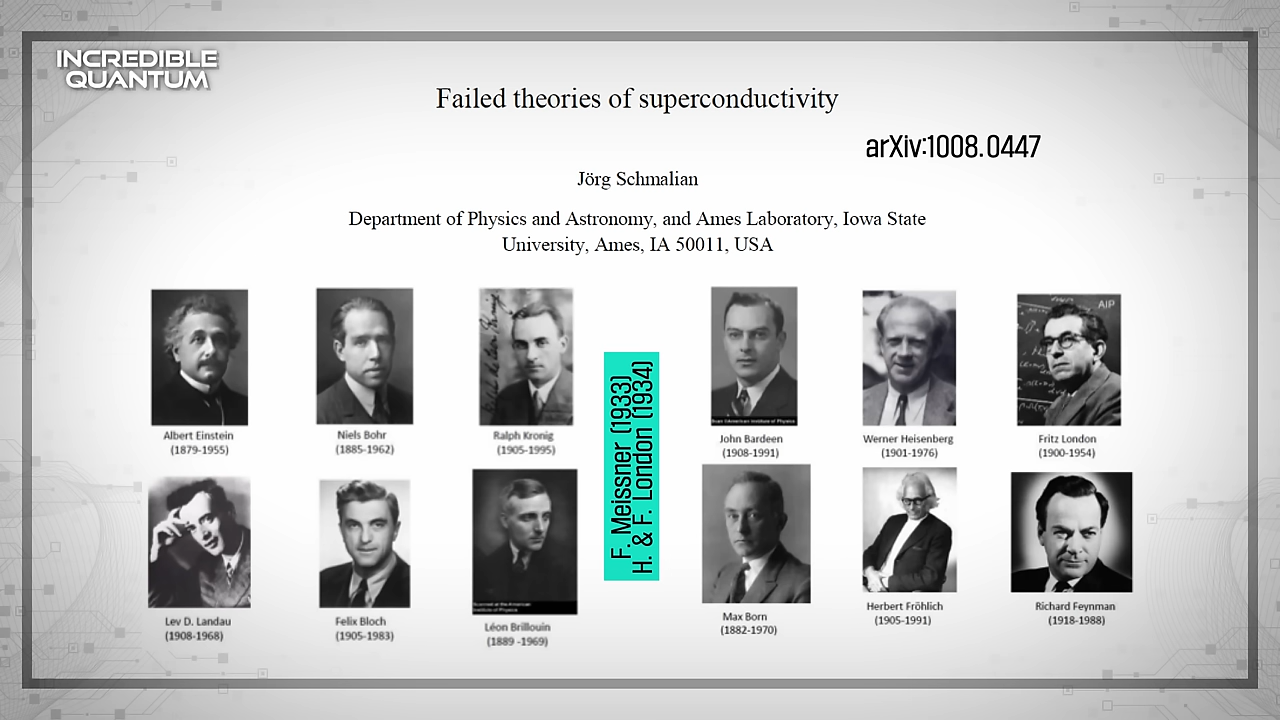 INCREDIBLE
QUANTUM
Failed theories of superconductivity
arXiv:1008.0447
Jörg Schmalian
Department of Physics and Astronomy, and Ames Laboratory, Iowa State
University, Ames, IA 50011, USA
Albert Einstein
(1879-1955)
Niels Bohr
(1885-1962)
Ralph Kronig
(1905-1995)
F. Meissner (1933)
H. & F. London (1934)
John Bardeen
(1908-1991)
Werner Heisenberg
(1901-1976)
AIP
Fritz London
(1900-1954)
Lev D. Landau
(1908-1968)
Felix Bloch
(1905-1983)
Léon Brillouin
(1889 -1969)
Max Born
(1882-1970)
Herbert Fröhlich
(1905-1991)
Richard Feynman
(1918-1988)